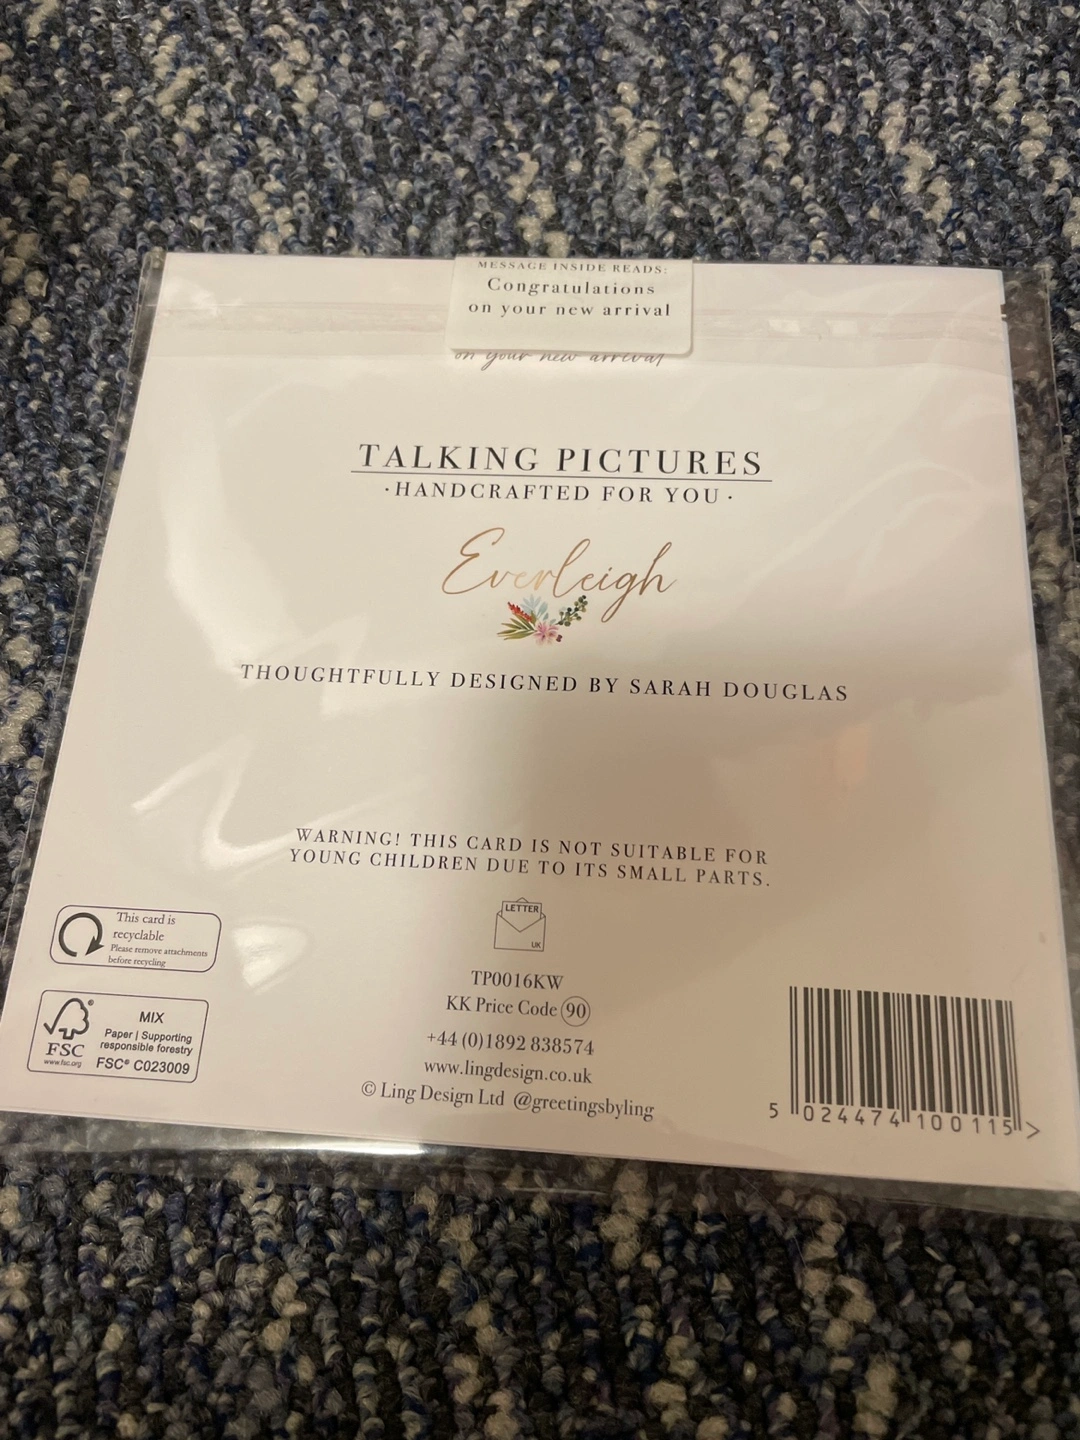 MESSAGE INSIDE READS:
Congratulations
on your new arrival
on your new arrival
TALKING PICTURES
·HANDCRAFTED FOR YOU·
Everleigh
THOUGHTFULLY DESIGNED BY SARAH DOUGLAS
WARNING! THIS CARD IS NOT SUITABLE FOR
YOUNG CHILDREN DUE TO ITS SMALL PARTS.
This card is
recyclable
Please remove attachments
before recycling
LETTER
UK
FSC®
www.fsc.org
MIX
Paper | Supporting
responsible forestry
FSC® C023009
TP0016KW
KK Price Code 90
+44 (0)1892 838574
www.lingdesign.co.uk
© Ling Design Ltd @greetingsbyling
5 024474 100115 >